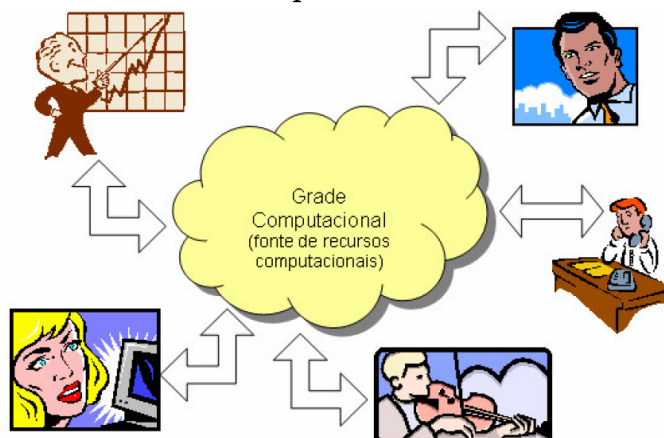 Grade
Computacional
(fonte de recursos
computacionais)